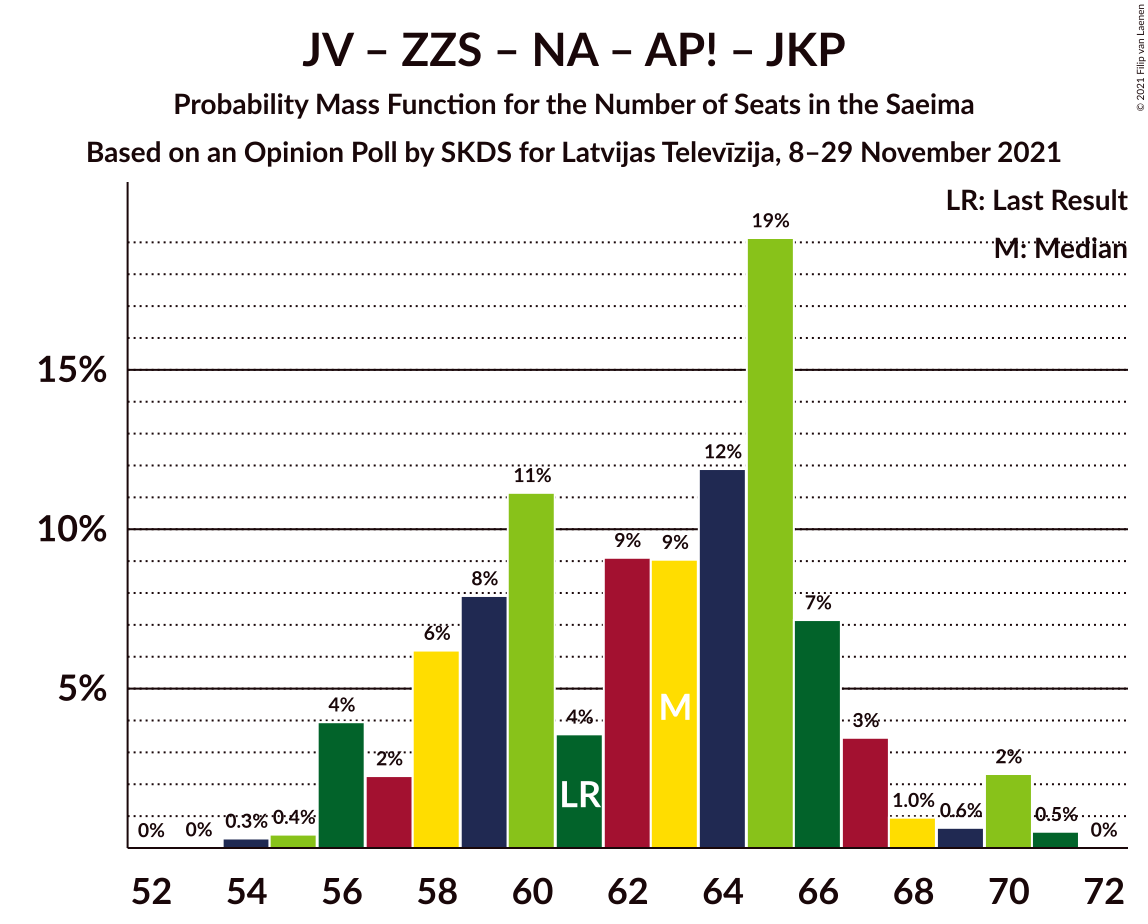 JV – ZZS – NA – AP! – JKP
Probability Mass Function for the Number of Seats in the Saeima
Based on an Opinion Poll by SKDS for Latvijas Televīzija, 8–29 November 2021
© 2021 Filip van Laenen
LR: Last Result
M: Median
15%
10%
5%
0% 0% 0.3% 0.4% 4% 2% 6% 8% 11% 4% 9% 9% 12% 19% 7% 3% 1.0% 0.6% 2% 0.5% 0%
LR
M
52 54 56 58 60 62 64 66 68 70 72